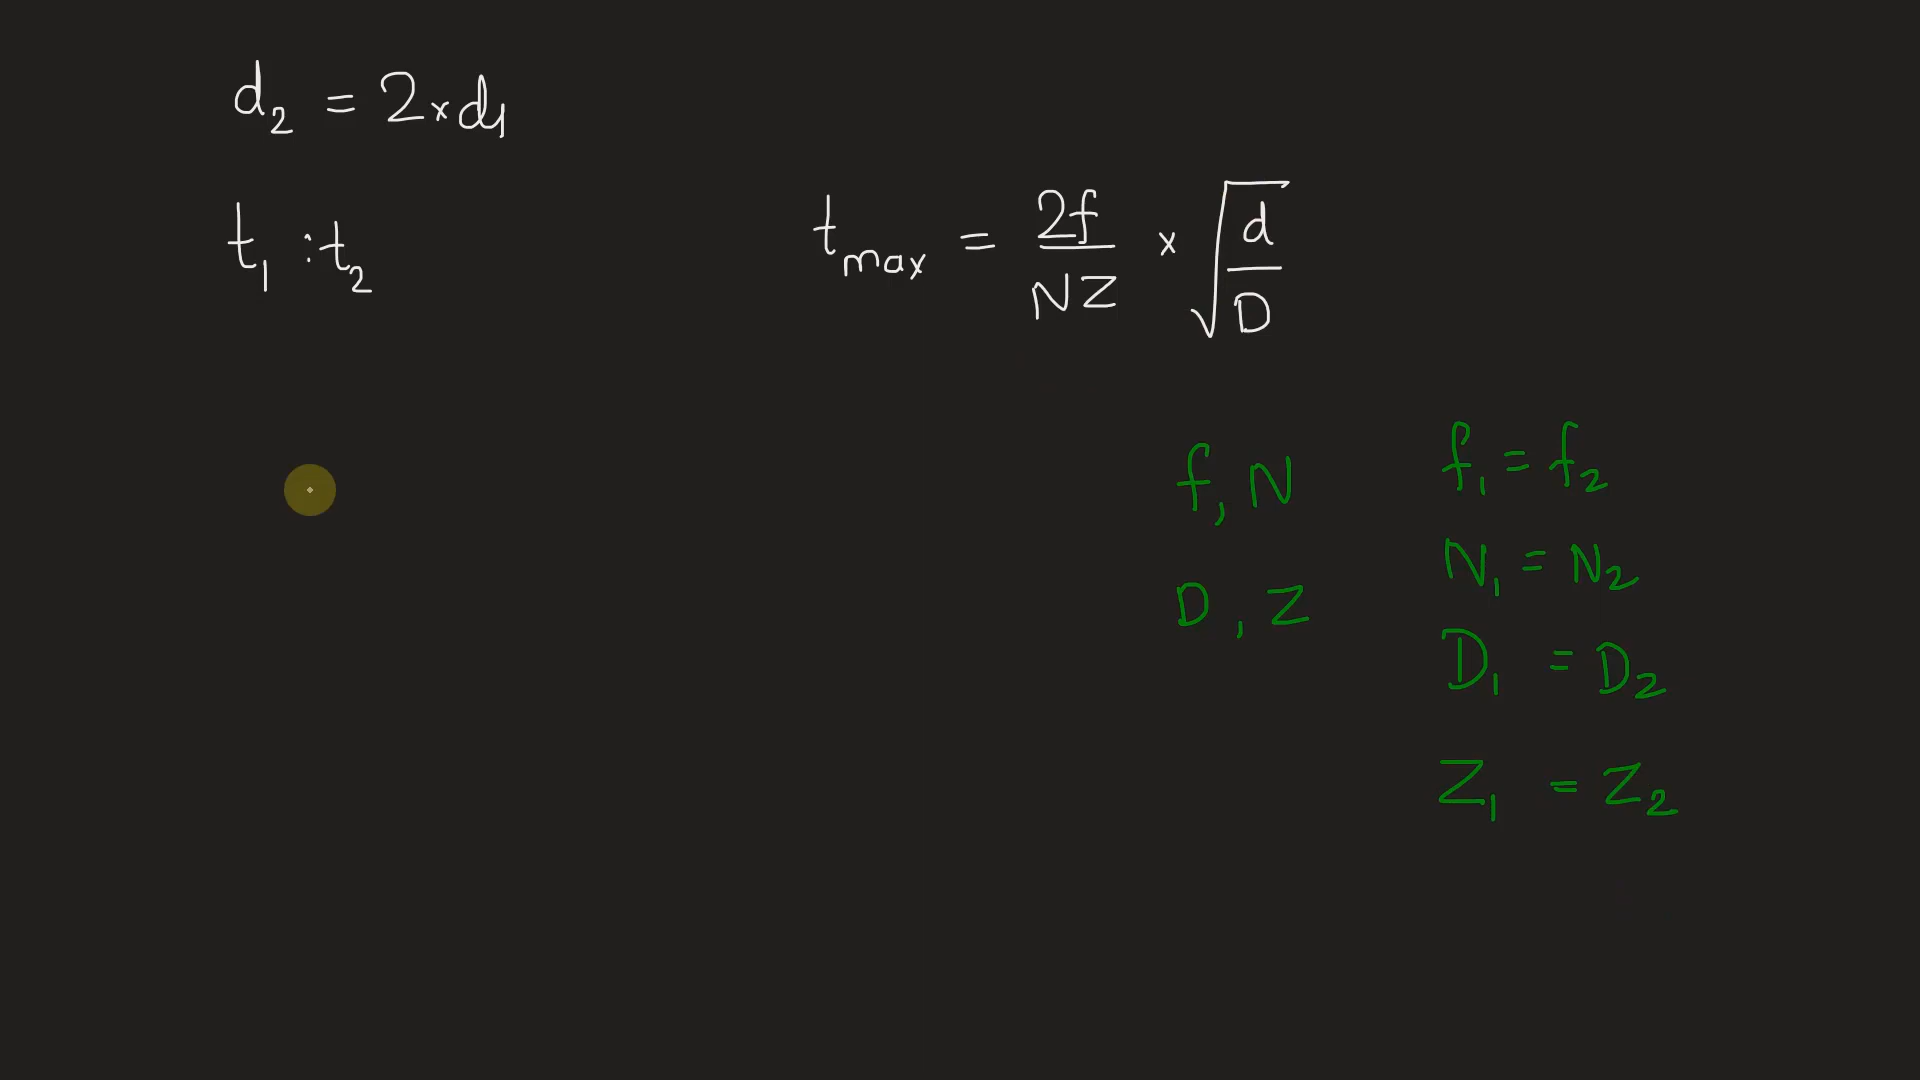 d₂ = 2×d₁
t₁ : t₂
t_max = 2f/NZ × √(d/D)
f, N
D, Z
f₁ = f₂
N₁ = N₂
D₁ = D₂
Z₁ = Z₂